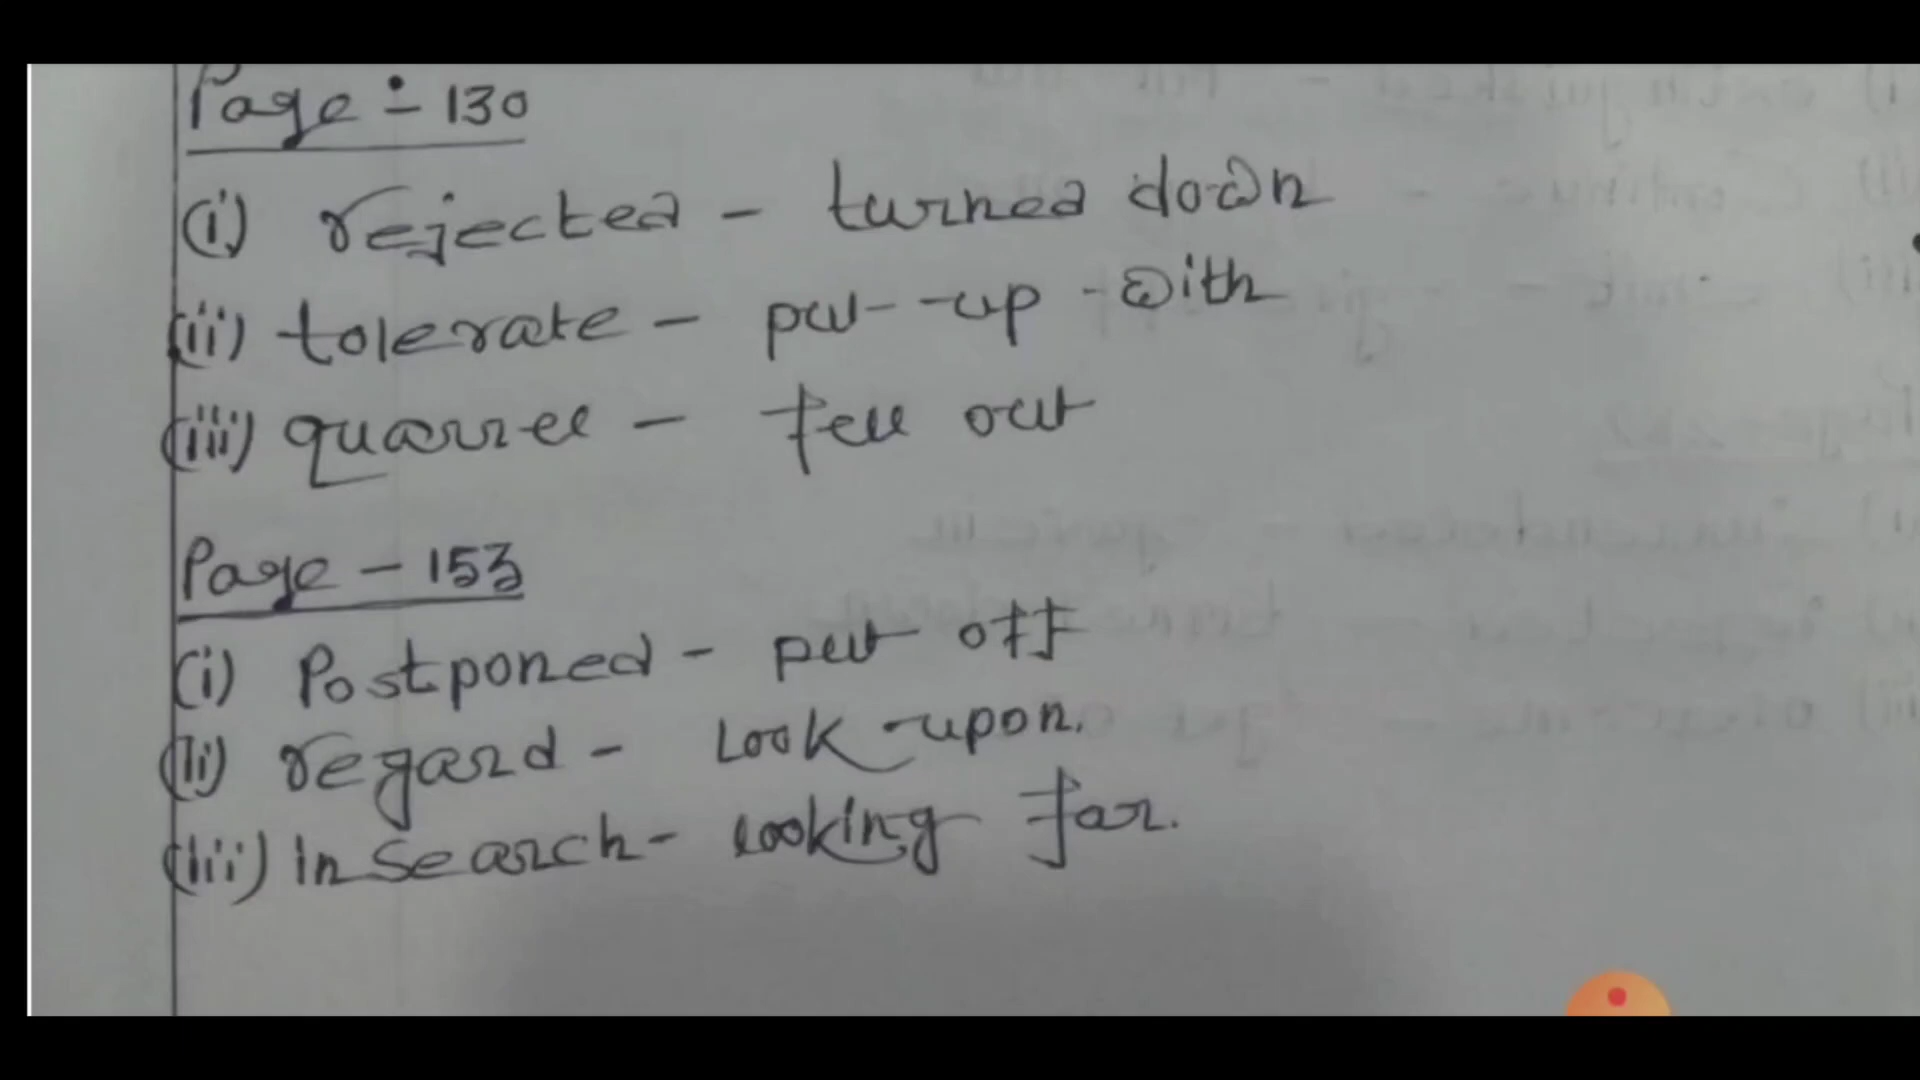 Page :- 130
(i) rejected - turned down
(ii) tolerate - put-up-with
(iii) quarrel - fell out
Page - 153
(i) Postponed - put off
(ii) regard - Look upon.
(iii) in search - looking for.